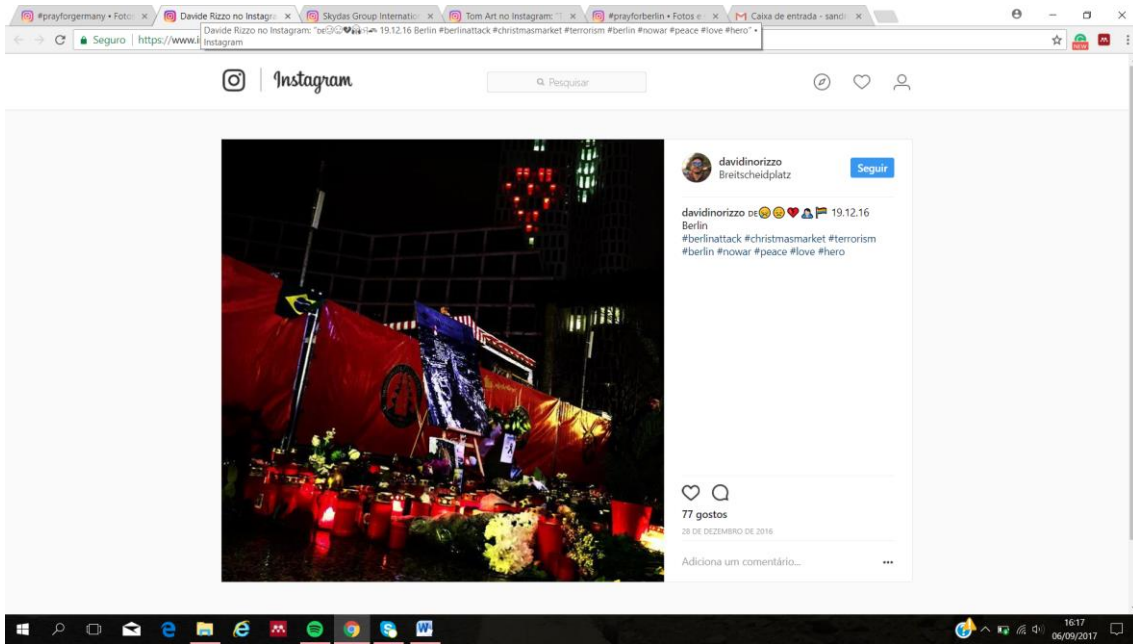 #prayforgermany • Fotos
Davide Rizzo no Instagra
Skydas Group Internatio
Tom Art no Instagram: "T
#prayforberlin • Fotos e
Caixa de entrada - sandr
Davide Rizzo no Instagram: "DE 19.12.16 Berlin #berlinattack #christmasmarket #terrorism #berlin #nowar #peace #love #hero" •
Instagram
Seguro
https://www.i
NEW
Instagram
Pesquisar
davidinorizzo
Breitscheidplatz
Seguir
davidinorizzo DE😣😔💔🙏🏳️‍🌈 19.12.16
Berlin
#berlinattack #christmasmarket #terrorism
#berlin #nowar #peace #love #hero
77 gostos
28 DE DEZEMBRO DE 2016
Adiciona um comentário...
16:17
06/09/2017